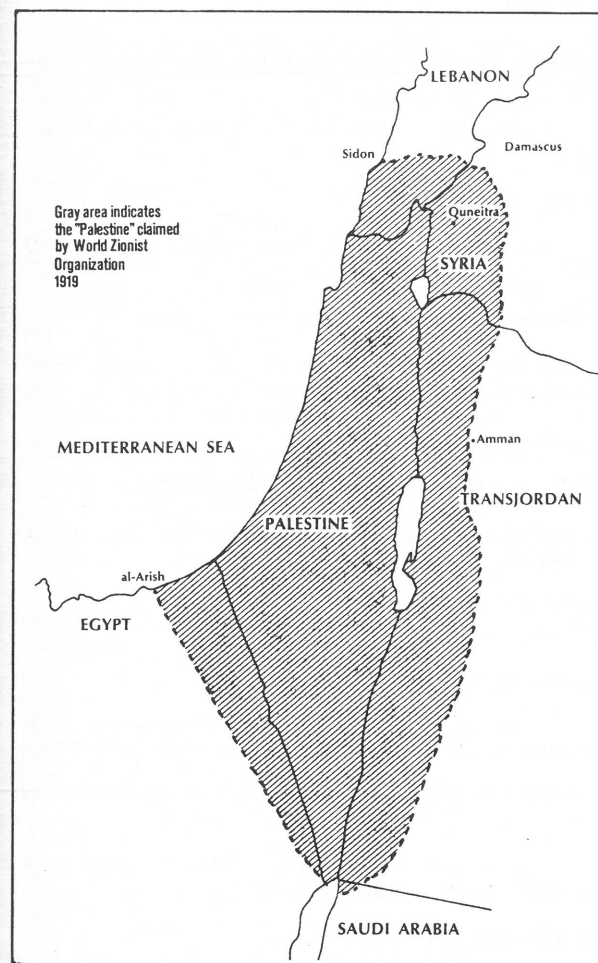 LEBANON
Sidon
Damascus
Gray area indicates
the "Palestine" claimed
by World Zionist
Organization
1919
Quneitra
SYRIA
MEDITERRANEAN SEA
Amman
TRANSJORDAN
PALESTINE
al-Arish
EGYPT
SAUDI ARABIA